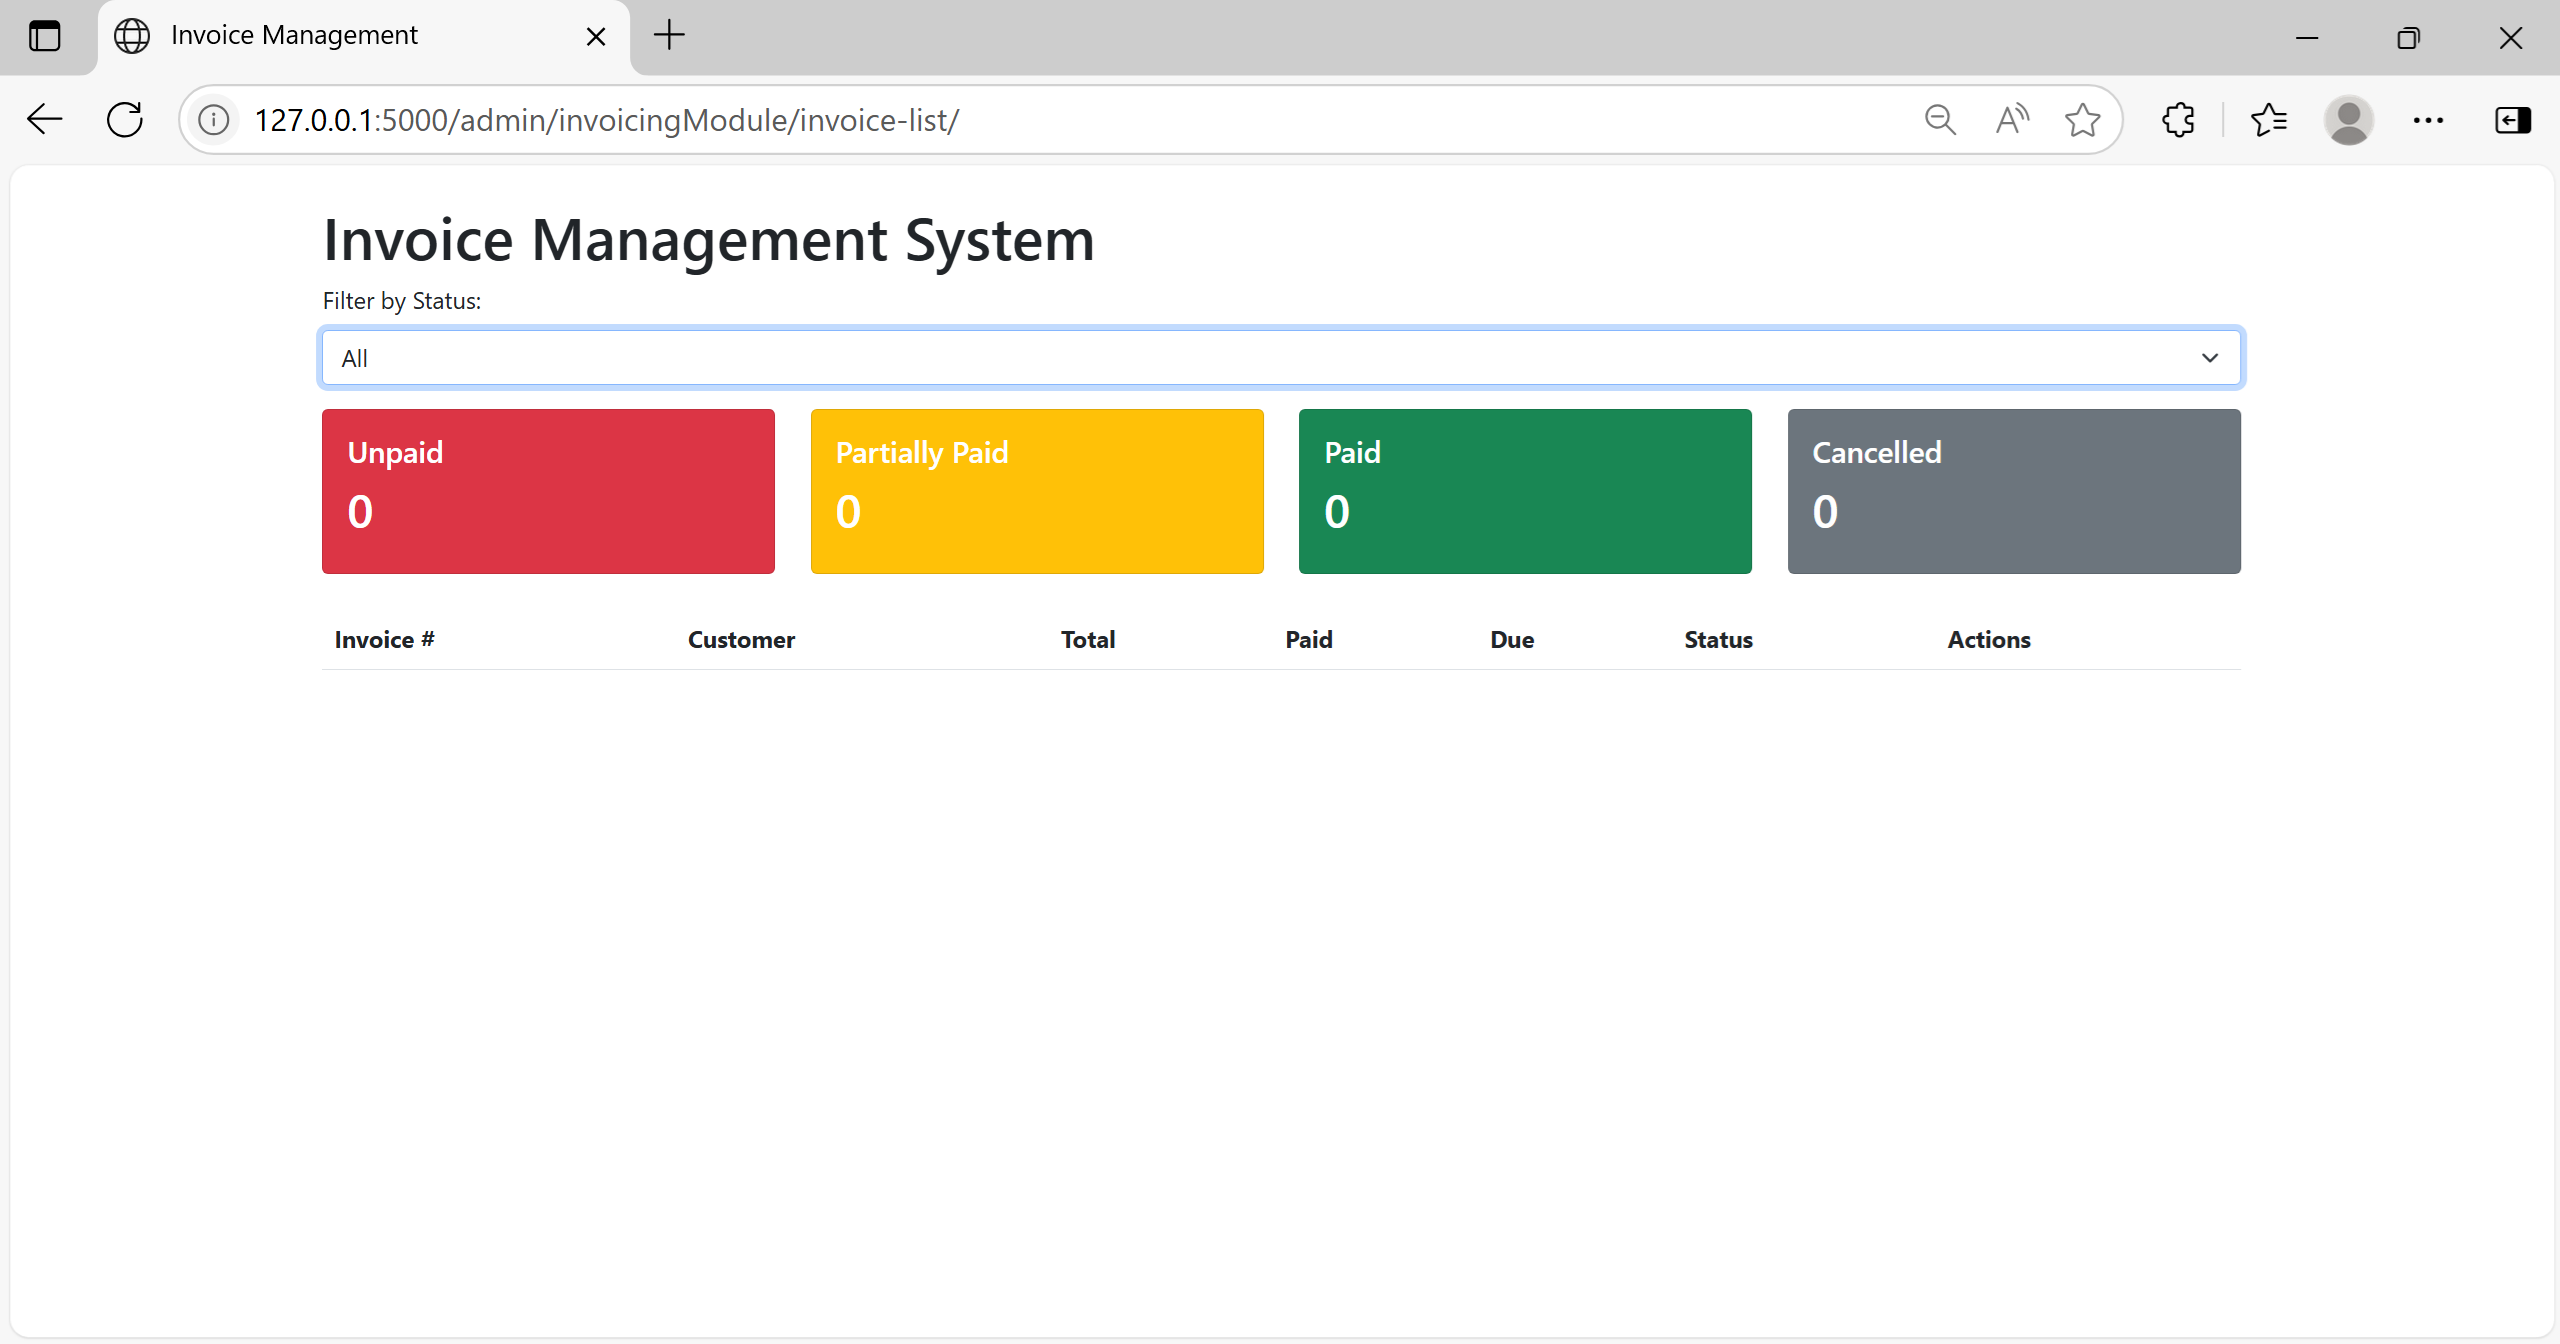 Invoice Management
127.0.0.1:5000/admin/invoicingModule/invoice-list/
Invoice Management System
Filter by Status:
All
Unpaid
0
Partially Paid
0
Paid
0
Cancelled
0
Invoice # Customer Total Paid Due Status Actions